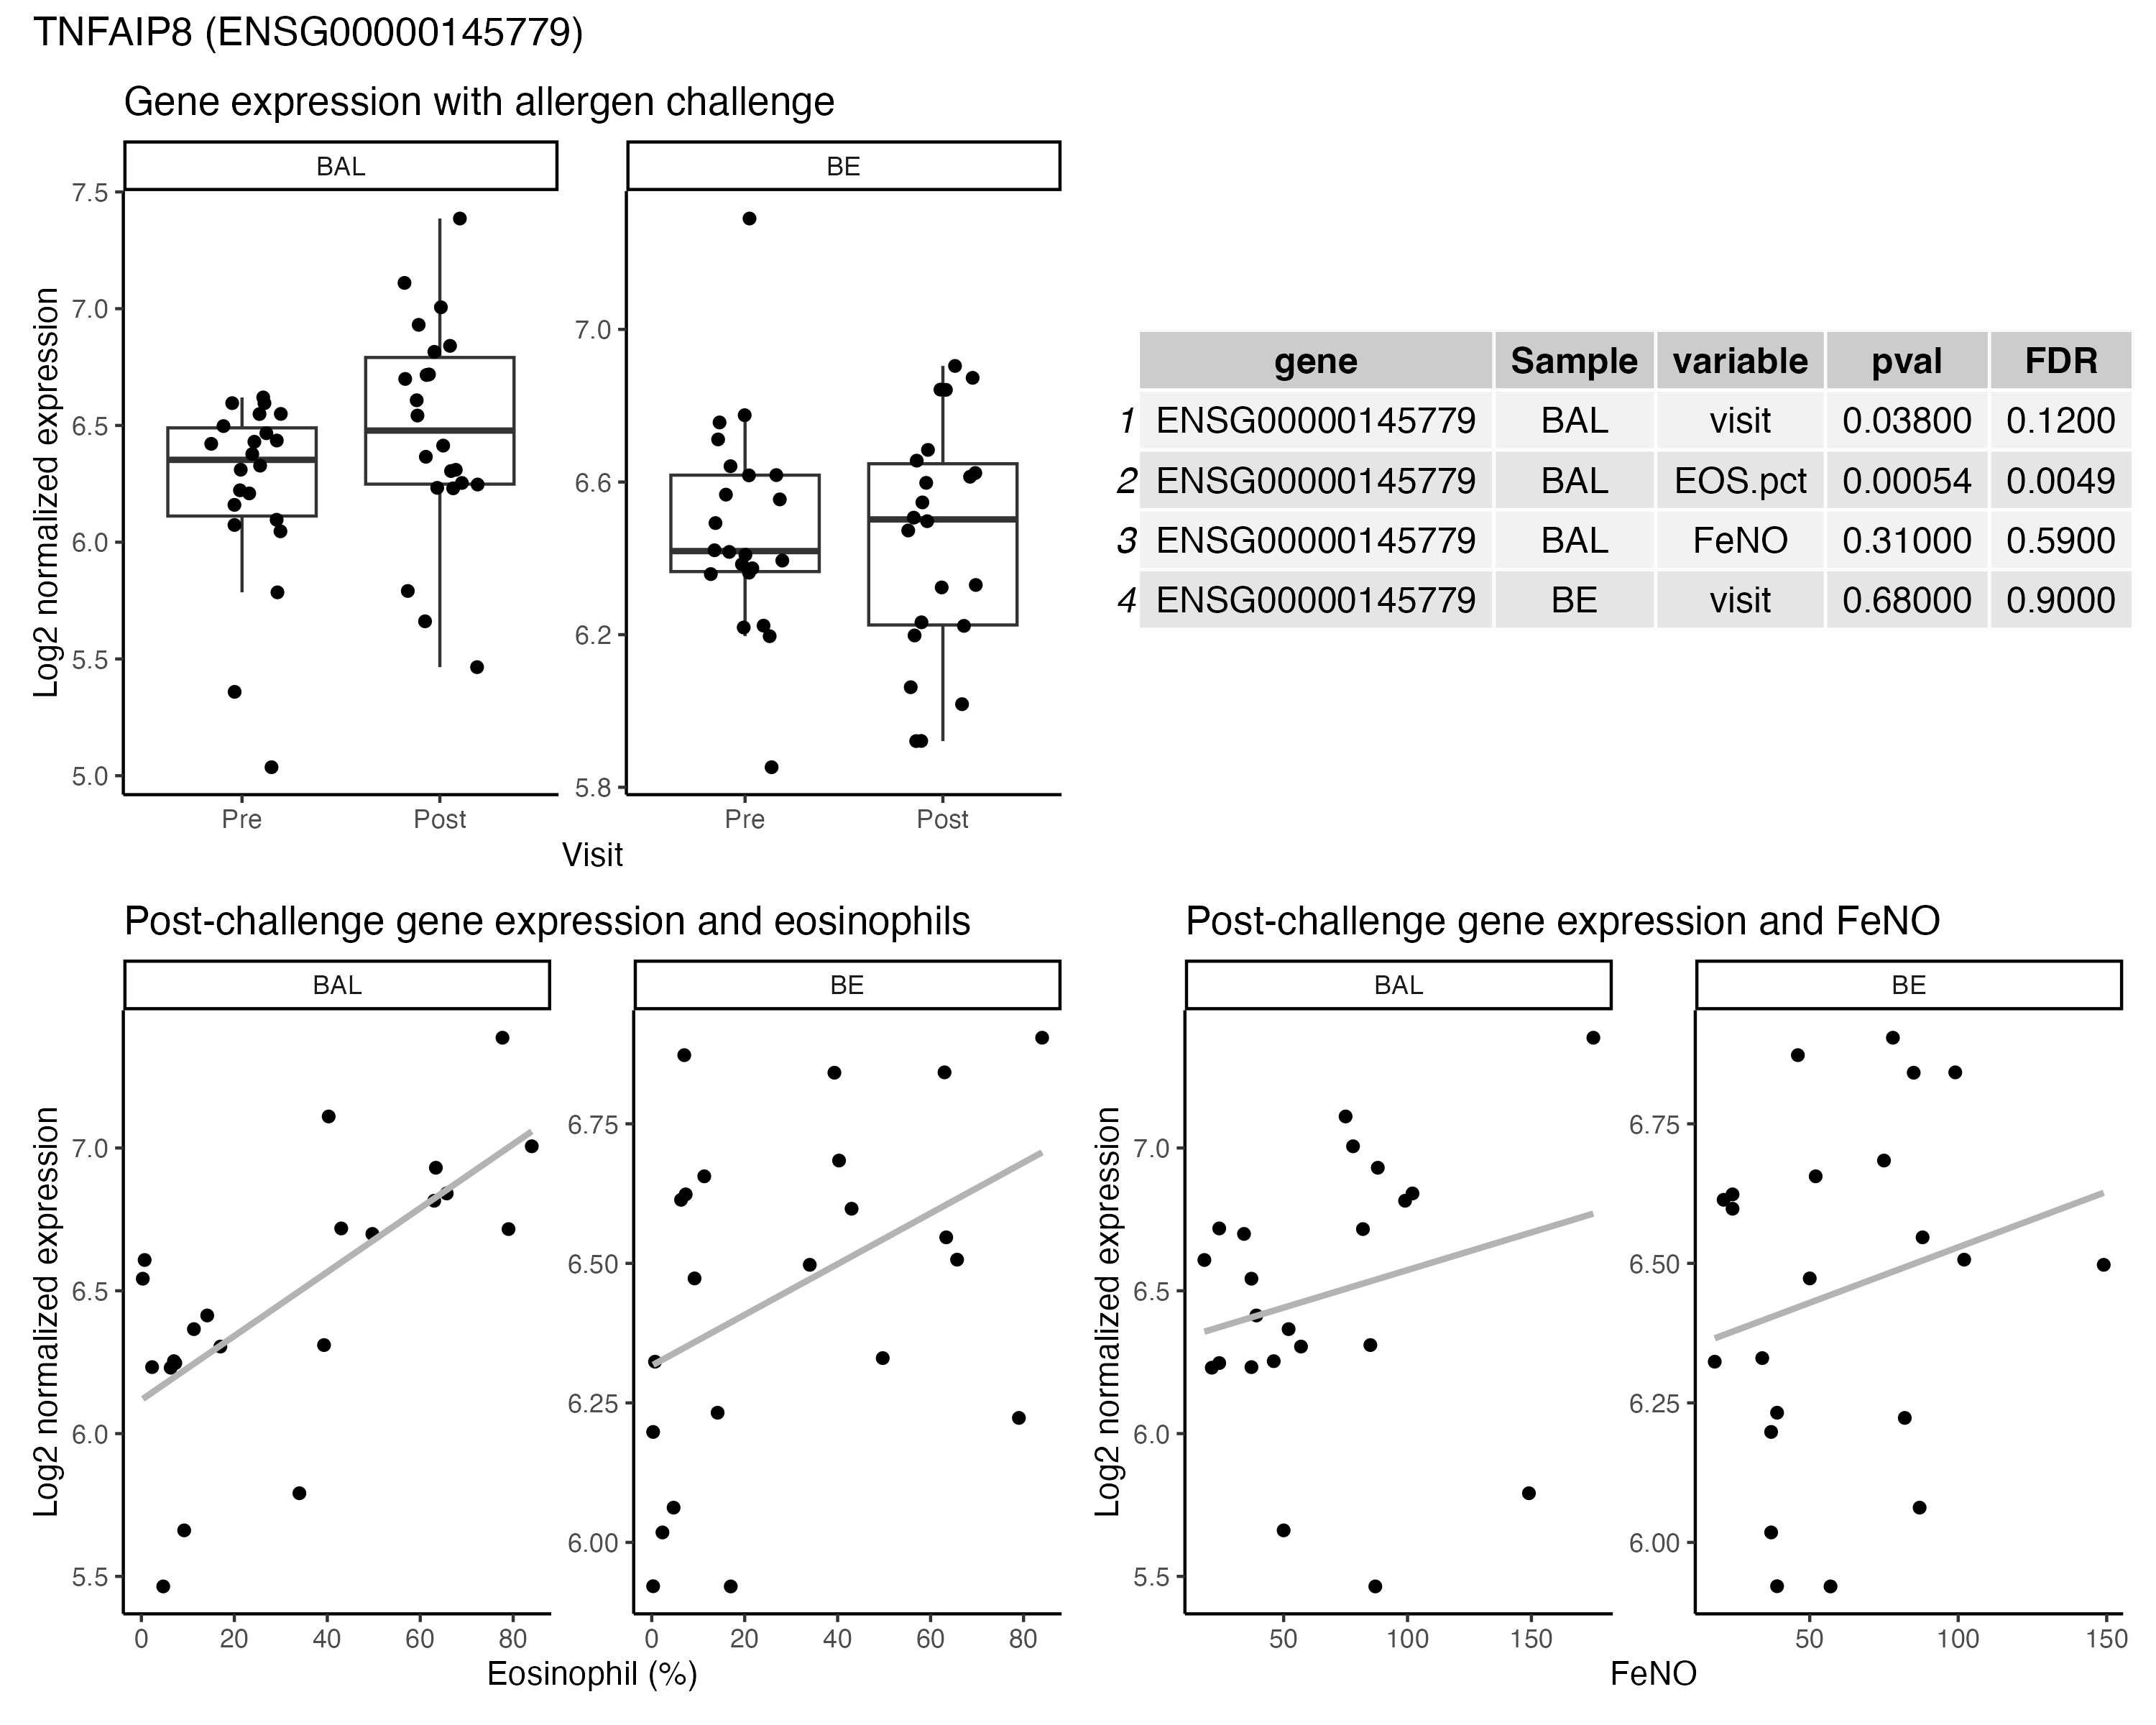 TNFAIP8 (ENSG00000145779)
Gene expression with allergen challenge
BAL BE
Log2 normalized expression
7.5
7.0
6.5
6.0
5.5
5.0
7.0
6.6
6.2
5.8
Pre Post Pre Post
Visit
gene Sample variable pval FDR
1 ENSG00000145779 BAL visit 0.03800 0.1200
2 ENSG00000145779 BAL EOS.pct 0.00054 0.0049
3 ENSG00000145779 BAL FeNO 0.31000 0.5900
4 ENSG00000145779 BE visit 0.68000 0.9000
Post-challenge gene expression and eosinophils
BAL BE
Log2 normalized expression
7.0
6.5
6.0
5.5
6.75
6.50
6.25
6.00
0 20 40 60 80 0 20 40 60 80
Eosinophil (%)
Post-challenge gene expression and FeNO
BAL BE
Log2 normalized expression
7.0
6.5
6.0
5.5
6.75
6.50
6.25
6.00
50 100 150 50 100 150
FeNO